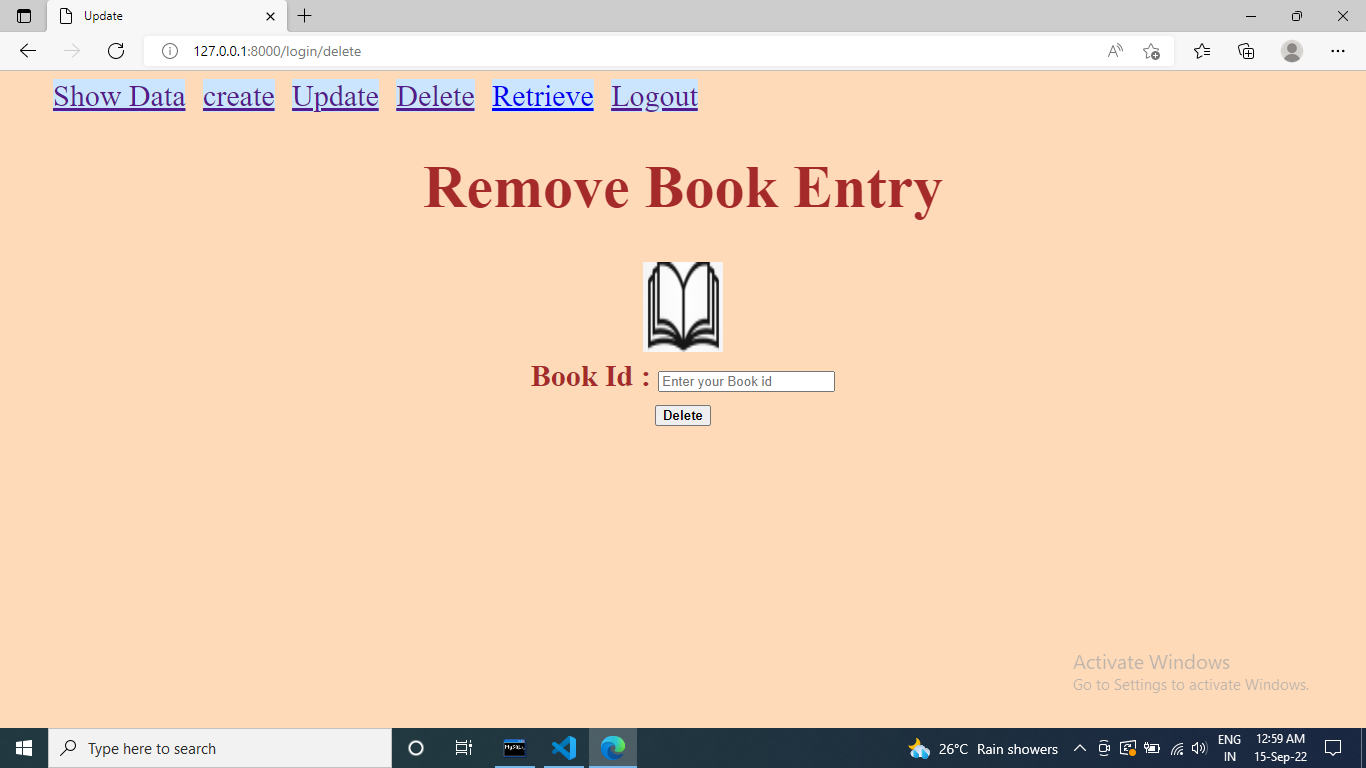 Update
127.0.0.1:8000/login/delete
Show Data create Update Delete Retrieve Logout
Remove Book Entry
Book Id : Enter your Book id
Delete
Activate Windows
Go to Settings to activate Windows.
Type here to search
MySQL
26°C Rain showers
ENG
IN
12:59 AM
15-Sep-22